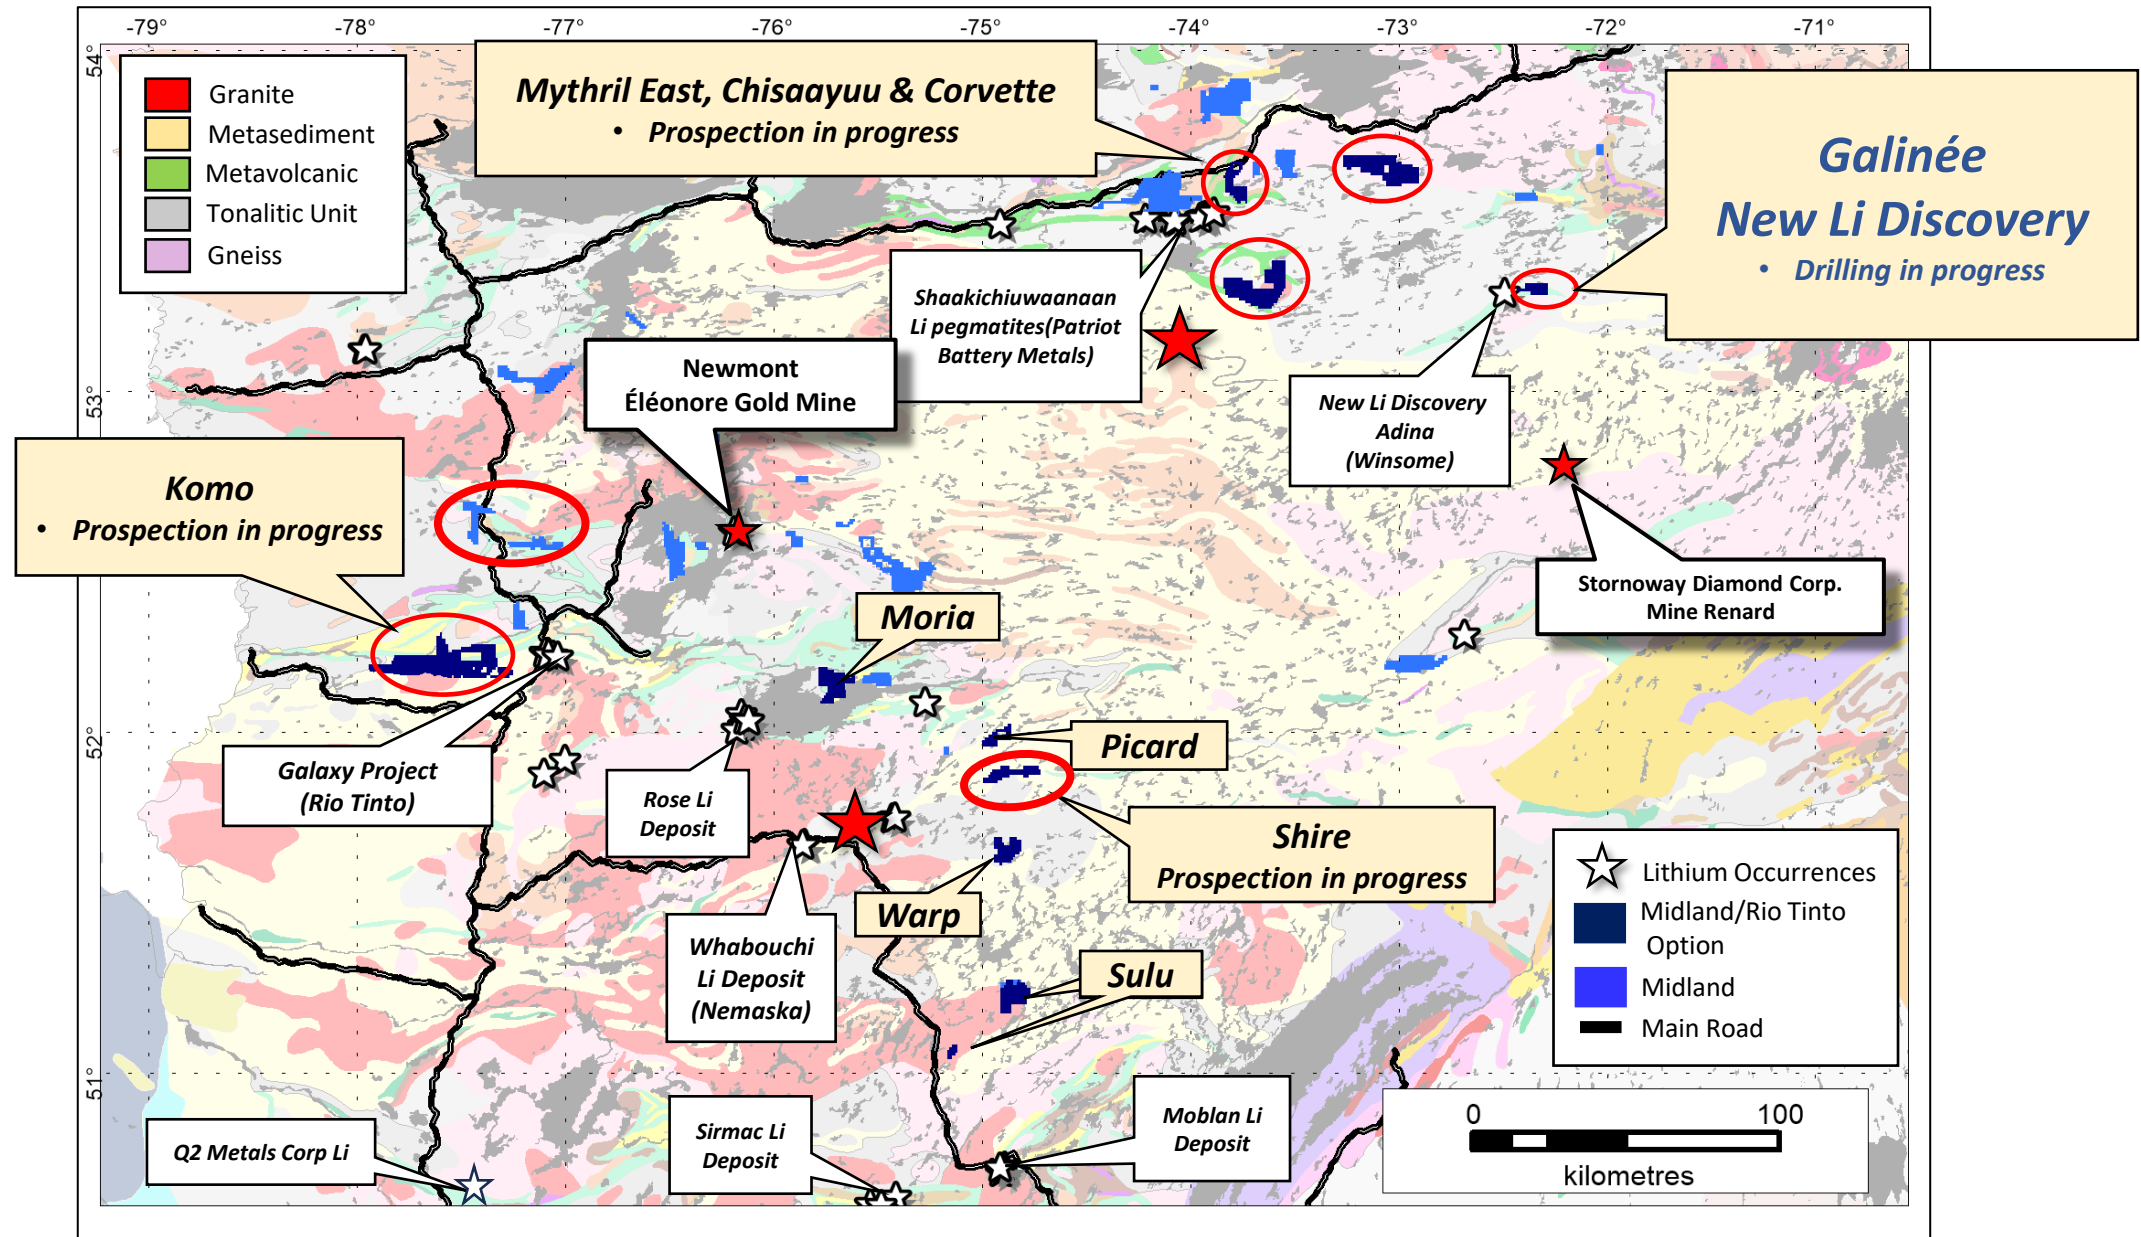 -79° -78° -77° -76° -75° -74° -73° -72° -71°
54°
53°
52°
51°
Granite
Metasediment
Metavolcanic
Tonalitic Unit
Gneiss
Mythril East, Chisaayuu & Corvette
• Prospection in progress
Galinée
New Li Discovery
• Drilling in progress
Shaakichiuwaanaan
Li pegmatites(Patriot
Battery Metals)
Newmont
Éléonore Gold Mine
New Li Discovery
Adina
(Winsome)
Komo
• Prospection in progress
Stornoway Diamond Corp.
Mine Renard
Moria
Picard
Galaxy Project
(Rio Tinto)
Rose Li
Deposit
Shire
Prospection in progress
Warp
Whabouchi
Li Deposit
(Nemaska)
Sulu
Lithium Occurrences
Midland/Rio Tinto
Option
Midland
Main Road
Q2 Metals Corp Li
Sirmac Li
Deposit
Moblan Li
Deposit
0 100
kilometres